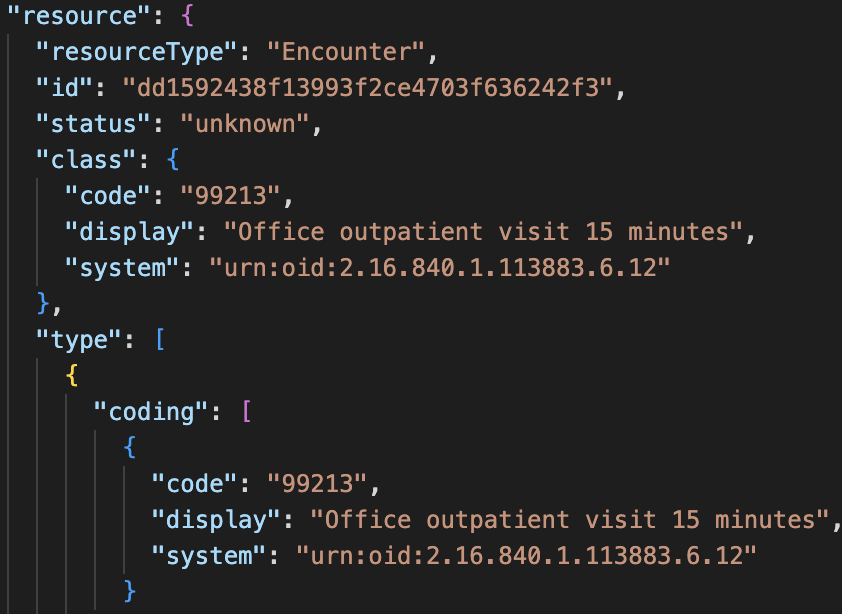 "resource": {
"resourceType": "Encounter",
"id": "dd1592438f13993f2ce4703f636242f3",
"status": "unknown",
"class": {
"code": "99213",
"display": "Office outpatient visit 15 minutes",
"system": "urn:oid:2.16.840.1.113883.6.12"
},
"type": [
{
"coding": [
{
"code": "99213",
"display": "Office outpatient visit 15 minutes",
"system": "urn:oid:2.16.840.1.113883.6.12"
}